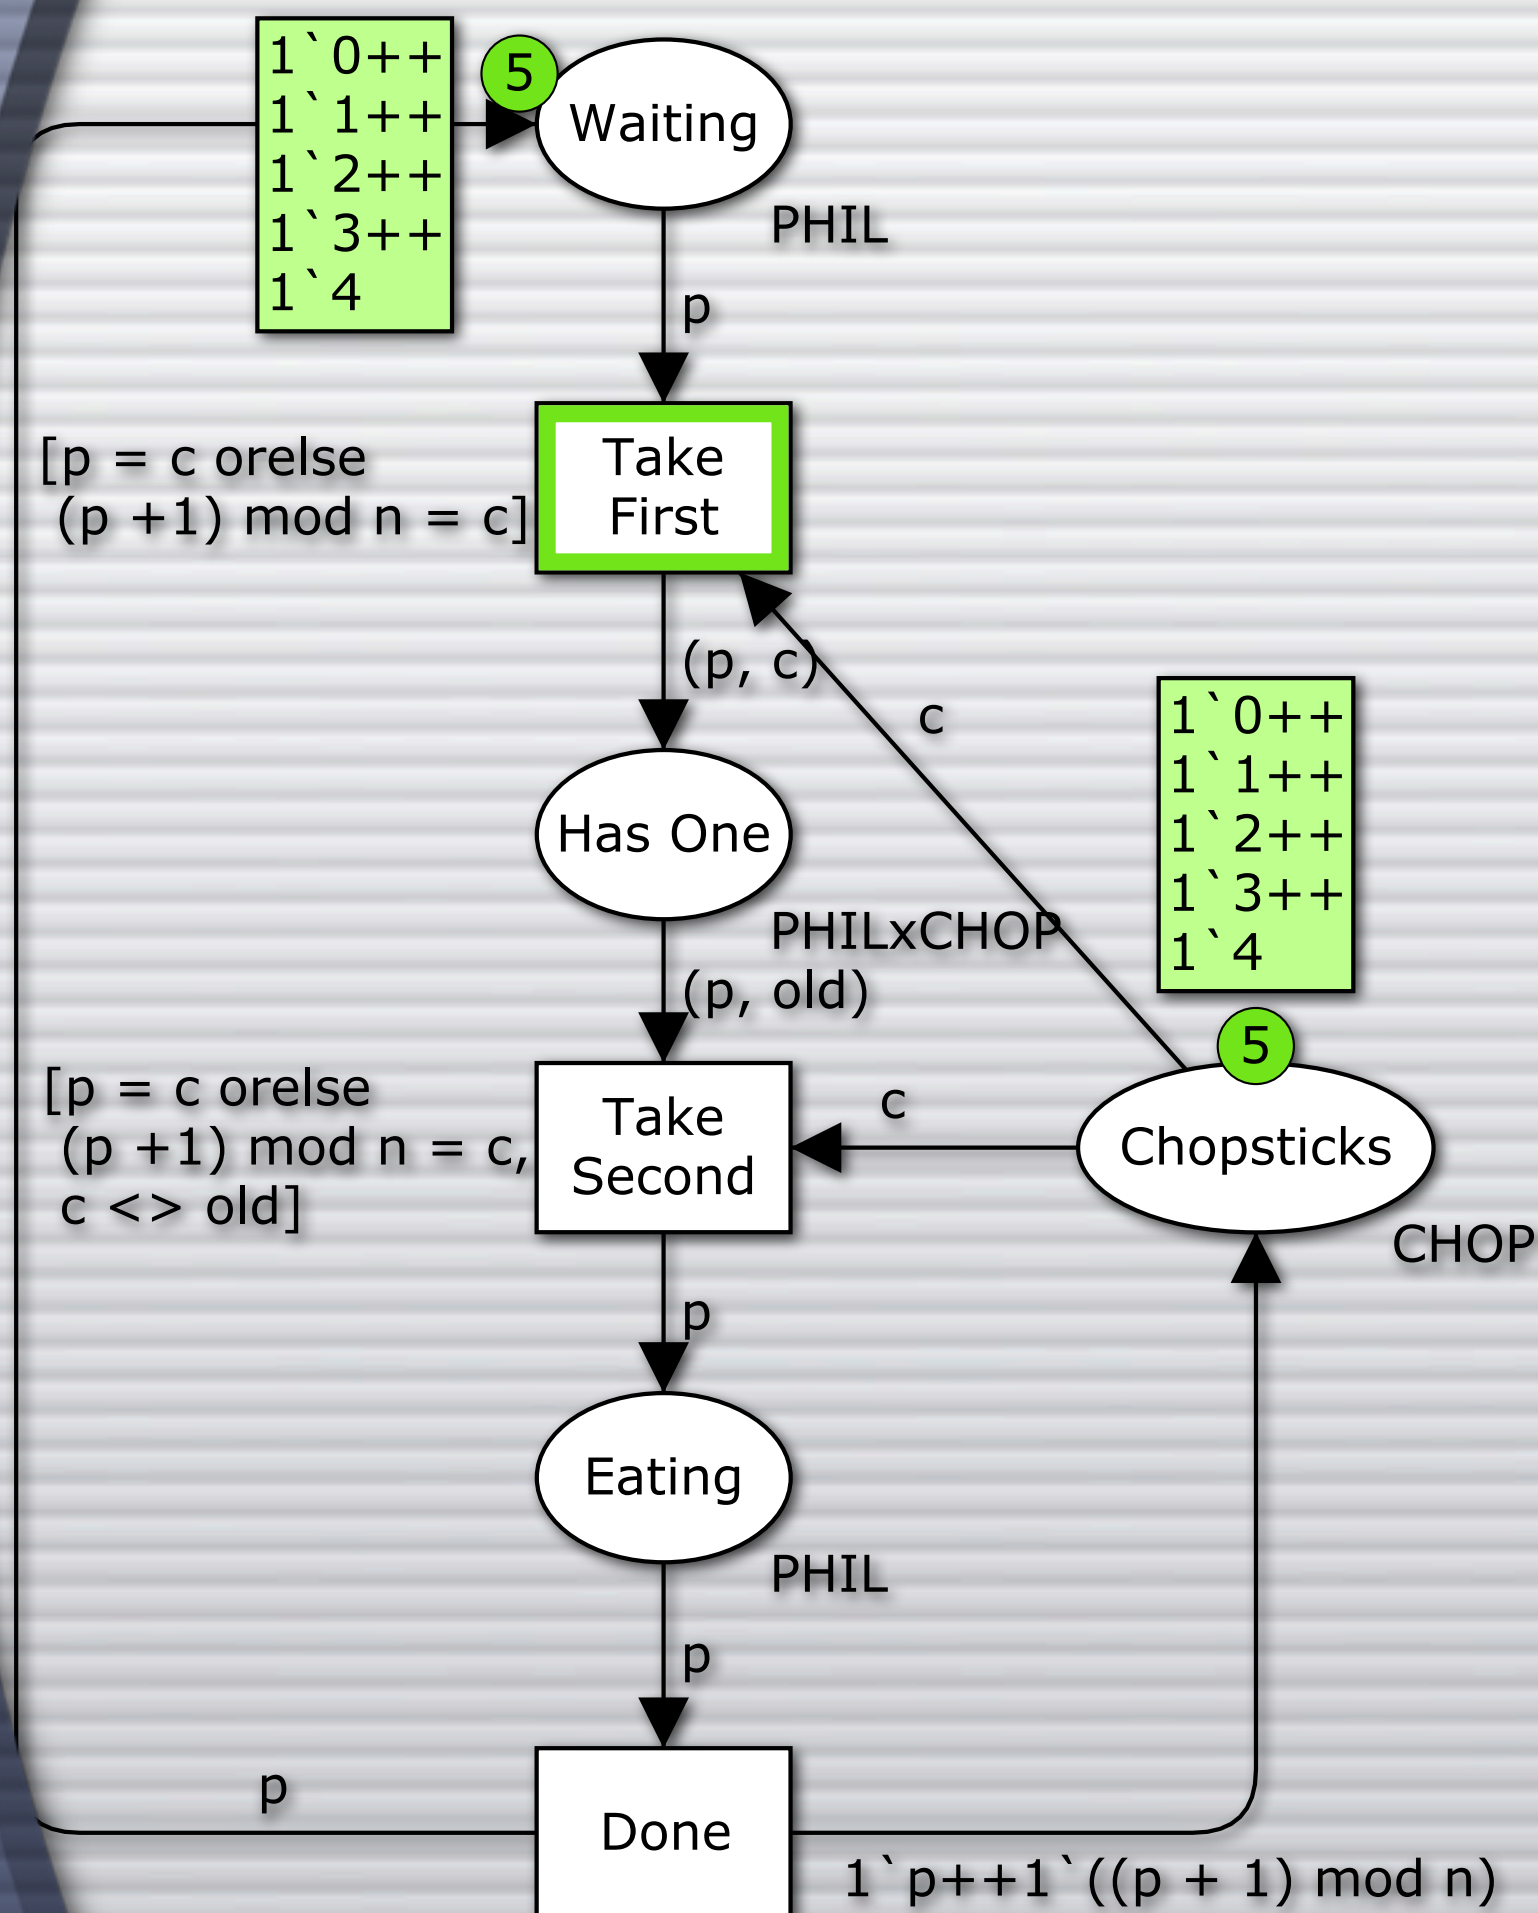 1`0++
1`1++
1`2++
1`3++
1`4
5
Waiting
PHIL
p
[p = c orelse
(p +1) mod n = c]
Take
First
(p, c)
c
1`0++
1`1++
1`2++
1`3++
1`4
Has One
PHILxCHOP
(p, old)
5
[p = c orelse
(p +1) mod n = c,
c <> old]
Take
Second
c
Chopsticks
CHOP
p
Eating
PHIL
p
p
Done
1`p++1`((p + 1) mod n)